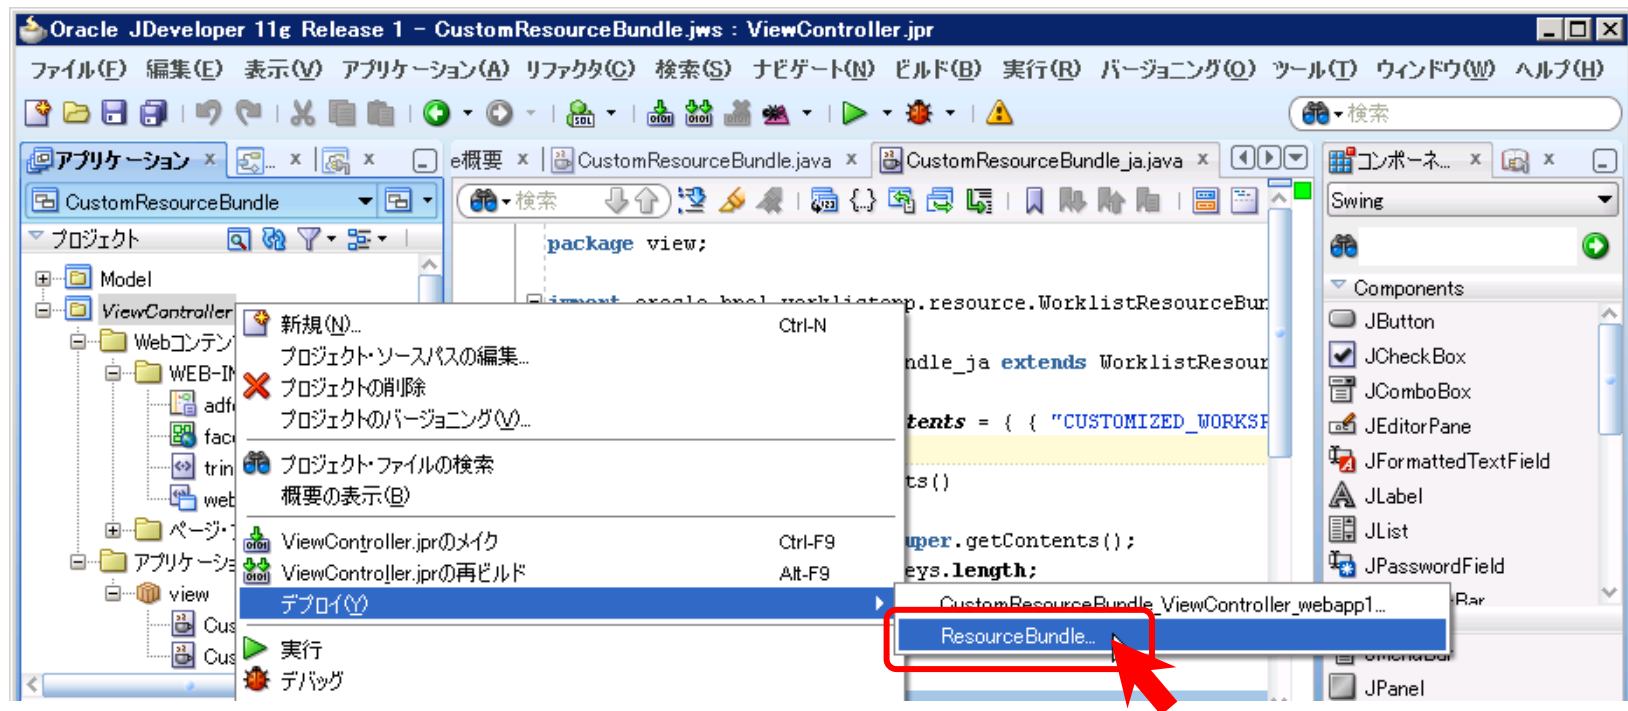 Oracle JDeveloper 11g Release 1 - CustomResourceBundle.jws : ViewController.jpr
ファイル(F) 編集(E) 表示(V) アプリケーション(A) リファクタ(C) 検索(S) ナビゲート(N) ビルド(B) 実行(R) バージョニング(O) ツール(T) ウィンドウ(W) ヘルプ(H)
検索
アプリケーション
e概要
CustomResourceBundle.java
CustomResourceBundle_ja.java
コンポーネ...
CustomResourceBundle
検索
Swing
プロジェクト
package view;
Model
Components
ViewController
import oracle.bpel.worklistapp.resource.WorklistResourceBun
新規(N)... Ctrl-N
JButton
Webコンテン
プロジェクト・ソースパスの編集...
ndle_ja extends WorklistResour
JCheckBox
WEB-IN
プロジェクトの削除
JComboBox
adf
プロジェクトのバージョニング(V)...
tents = { { "CUSTOMIZED_WORKSP
JEditorPane
fac
プロジェクト・ファイルの検索
JFormattedTextField
trin
概要の表示(B)
ts()
JLabel
web
ページ・
ViewController.jprのメイク Ctrl-F9
uper.getContents();
JList
アプリケーショ
ViewController.jprの再ビルド Alt-F9
eys.length;
JPasswordField
view
デプロイ(Y)
CustomResourceBundle_ViewController_webapp1...
Bar
Cus
ResourceBundle...
実行
JMenuBar
Cus
デバッグ
JPanel